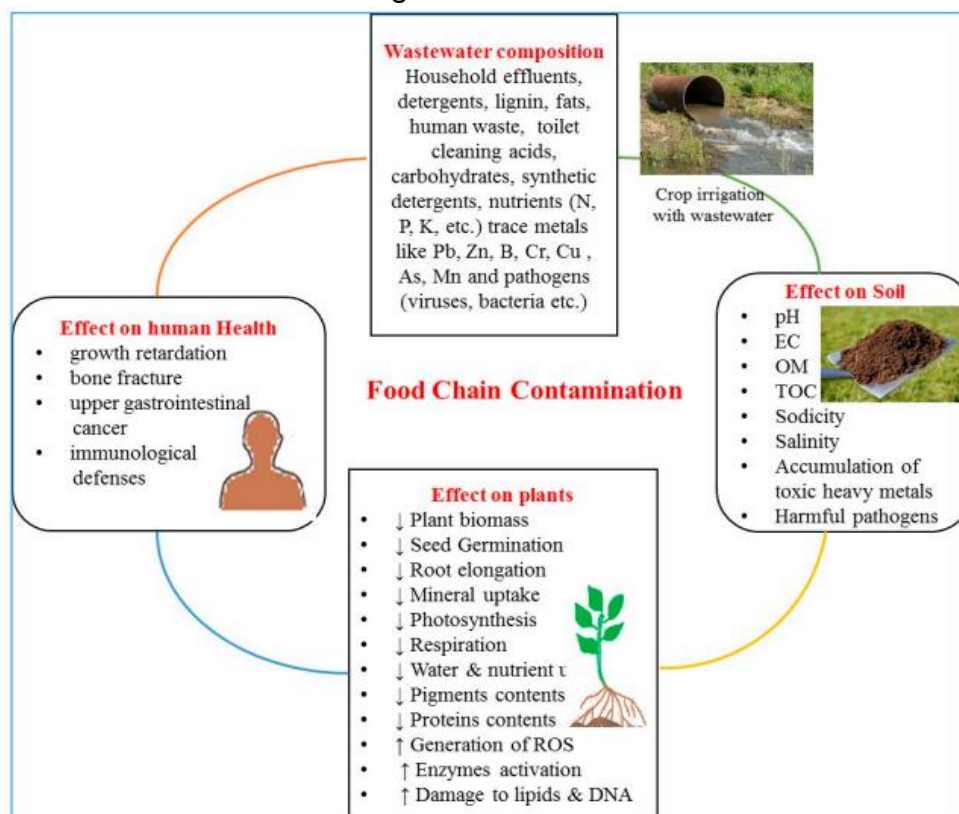 Wastewater composition
Household effluents,
detergents, lignin, fats,
human waste, toilet
cleaning acids,
carbohydrates, synthetic
detergents, nutrients (N,
P, K, etc.) trace metals
like Pb, Zn, B, Cr, Cu ,
As, Mn and pathogens
(viruses, bacteria etc.)
Crop irrigation
with wastewater
Effect on Soil
• pH
• EC
• OM
• TOC
• Sodicity
• Salinity
• Accumulation of
toxic heavy metals
• Harmful pathogens
Effect on human Health
• growth retardation
• bone fracture
• upper gastrointestinal
cancer
• immunological
defenses
Food Chain Contamination
Effect on plants
• ↓ Plant biomass
• ↓ Seed Germination
• ↓ Root elongation
• ↓ Mineral uptake
• ↓ Photosynthesis
• ↓ Respiration
• ↓ Water & nutrient
• ↓ Pigments contents
• ↓ Proteins contents
• ↑ Generation of ROS
• ↑ Enzymes activation
• ↑ Damage to lipids & DNA